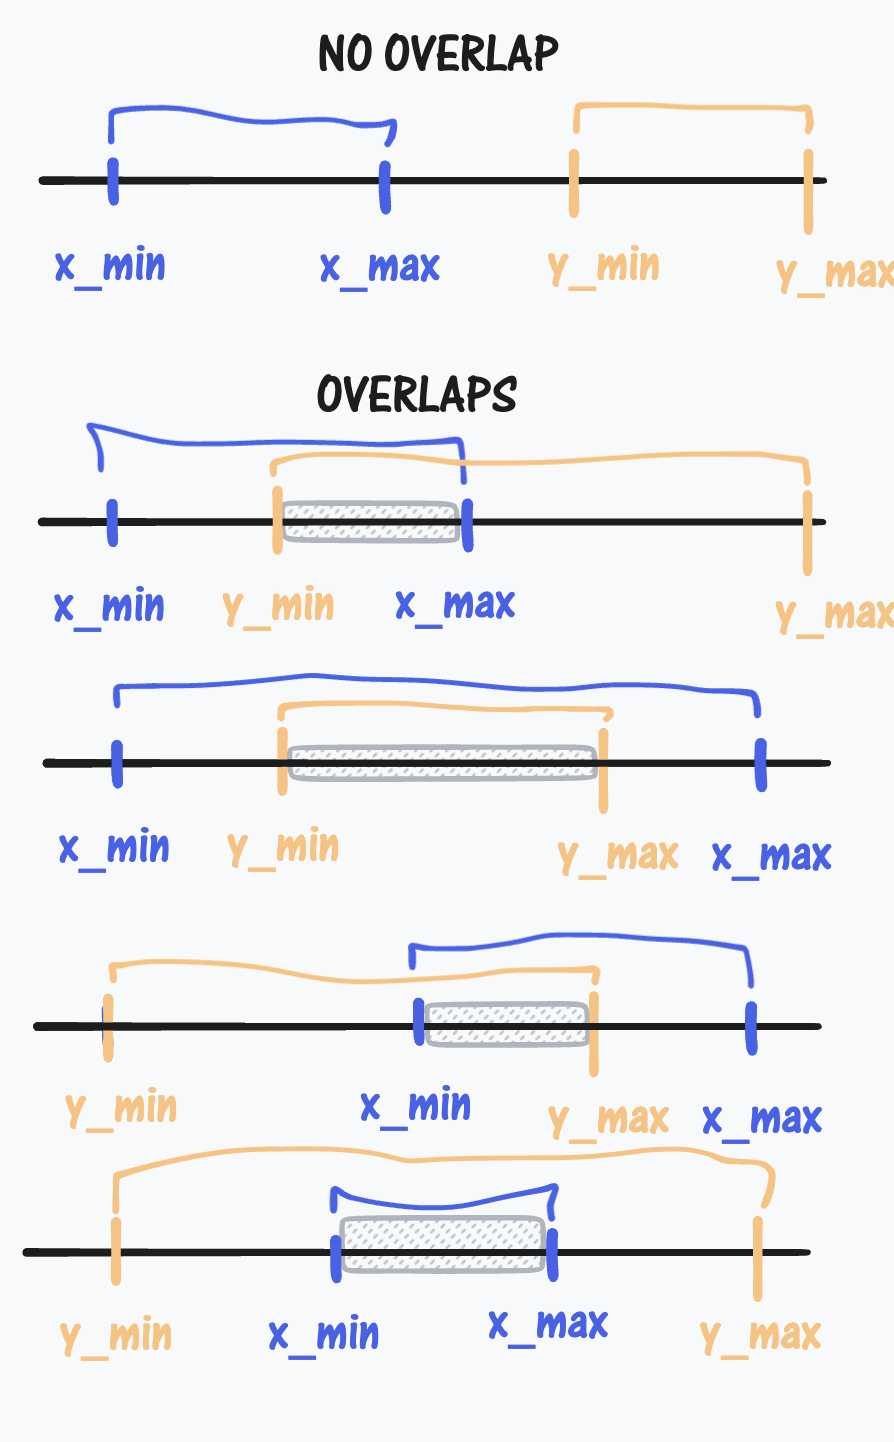 NO OVERLAP
x_min x_max y_min y_max
OVERLAPS
x_min y_min x_max y_max
x_min y_min y_max x_max
y_min x_min y_max x_max
y_min x_min x_max y_max